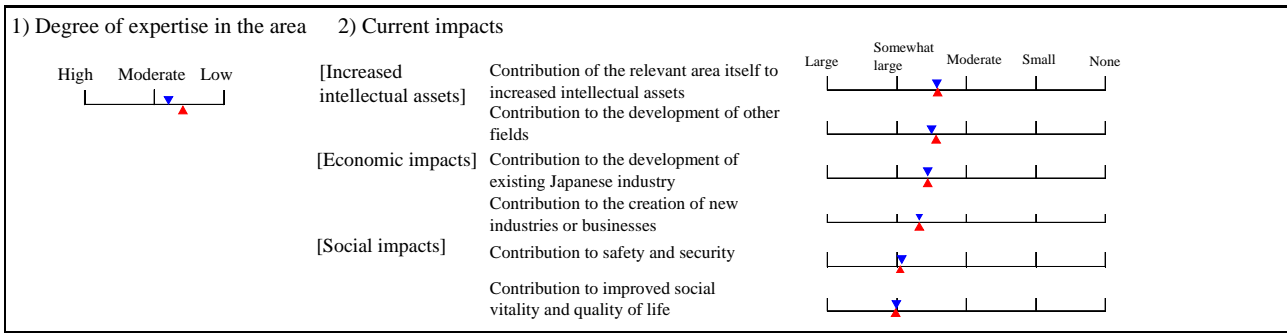 1) Degree of expertise in the area 2) Current impacts
High Moderate Low
Large Somewhat large Moderate Small None
[Increased intellectual assets]
Contribution of the relevant area itself to
increased intellectual assets
Contribution to the development of other
fields
[Economic impacts]
Contribution to the development of
existing Japanese industry
Contribution to the creation of new
industries or businesses
[Social impacts]
Contribution to safety and security
Contribution to improved social
vitality and quality of life